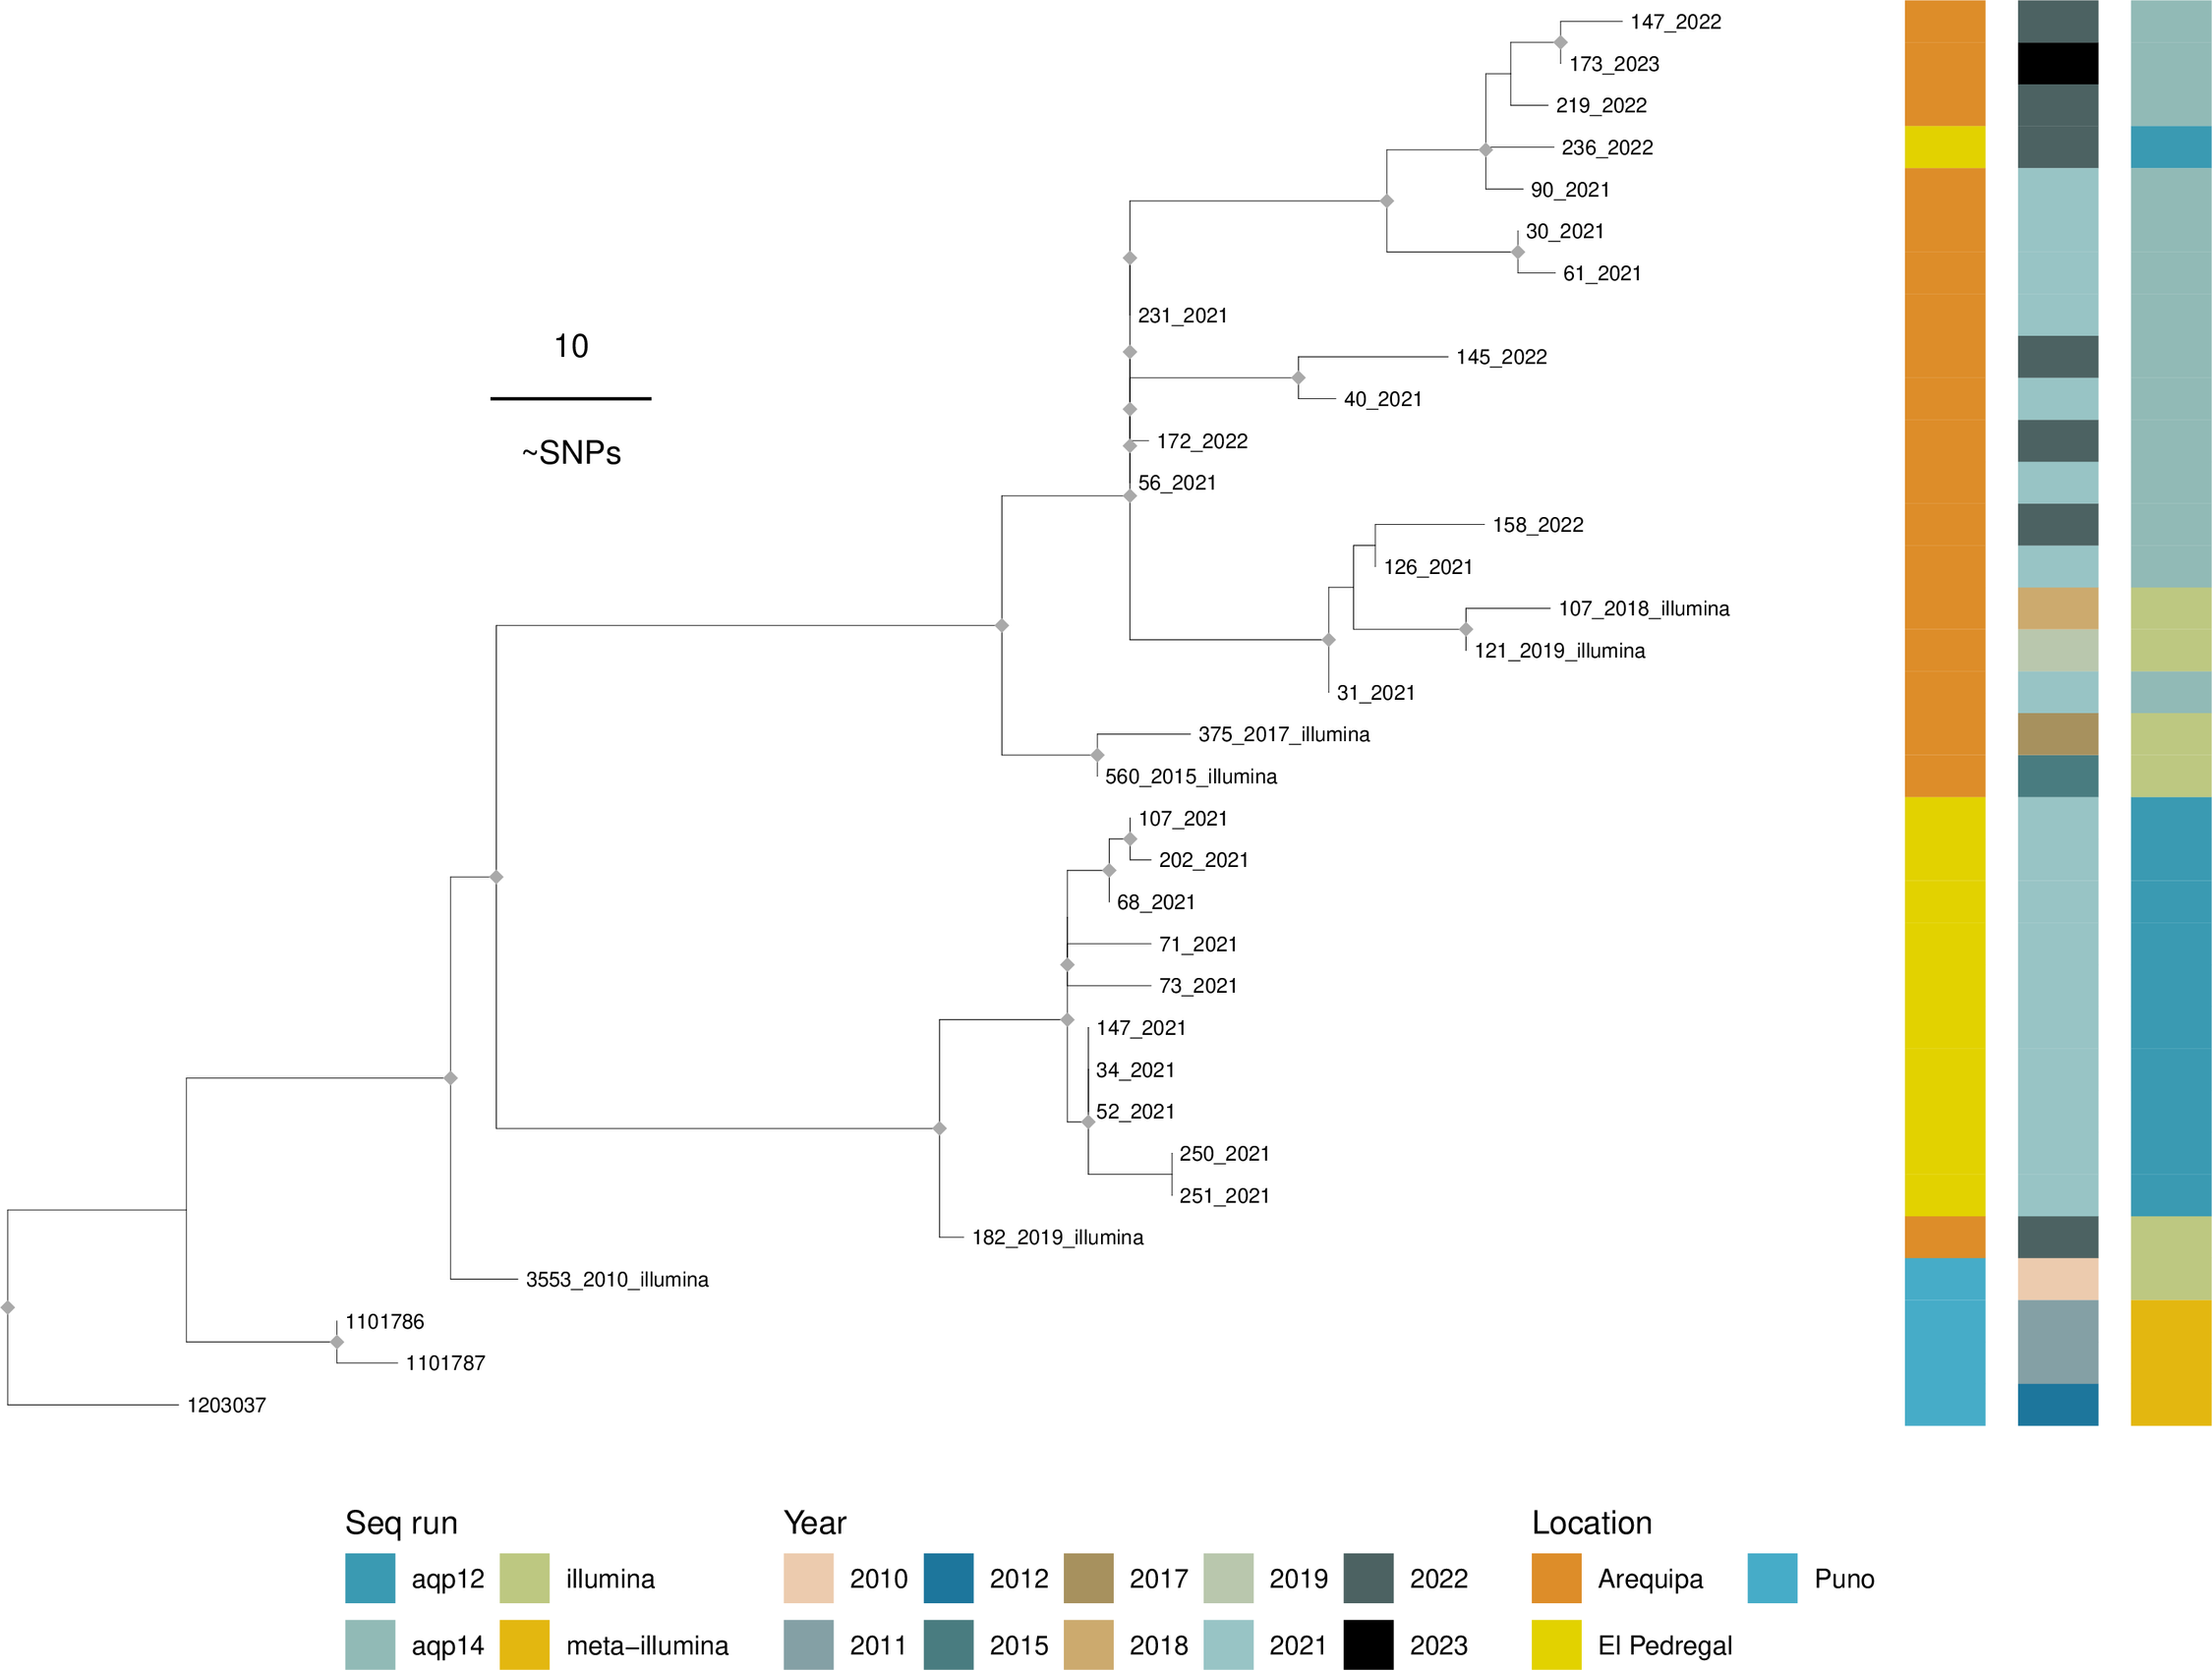 147_2022
173_2023
219_2022
236_2022
90_2021
30_2021
61_2021
231_2021
10
145_2022
40_2021
172_2022
~SNPs
56_2021
158_2022
126_2021
107_2018_illumina
121_2019_illumina
31_2021
375_2017_illumina
560_2015_illumina
107_2021
202_2021
68_2021
71_2021
73_2021
147_2021
34_2021
52_2021
250_2021
251_2021
182_2019_illumina
3553_2010_illumina
1101786
1101787
1203037
Seq run Year Location
aqp12 illumina 2010 2012 2017 2019 2022 Arequipa Puno
aqp14 meta−illumina 2011 2015 2018 2021 2023 El Pedregal